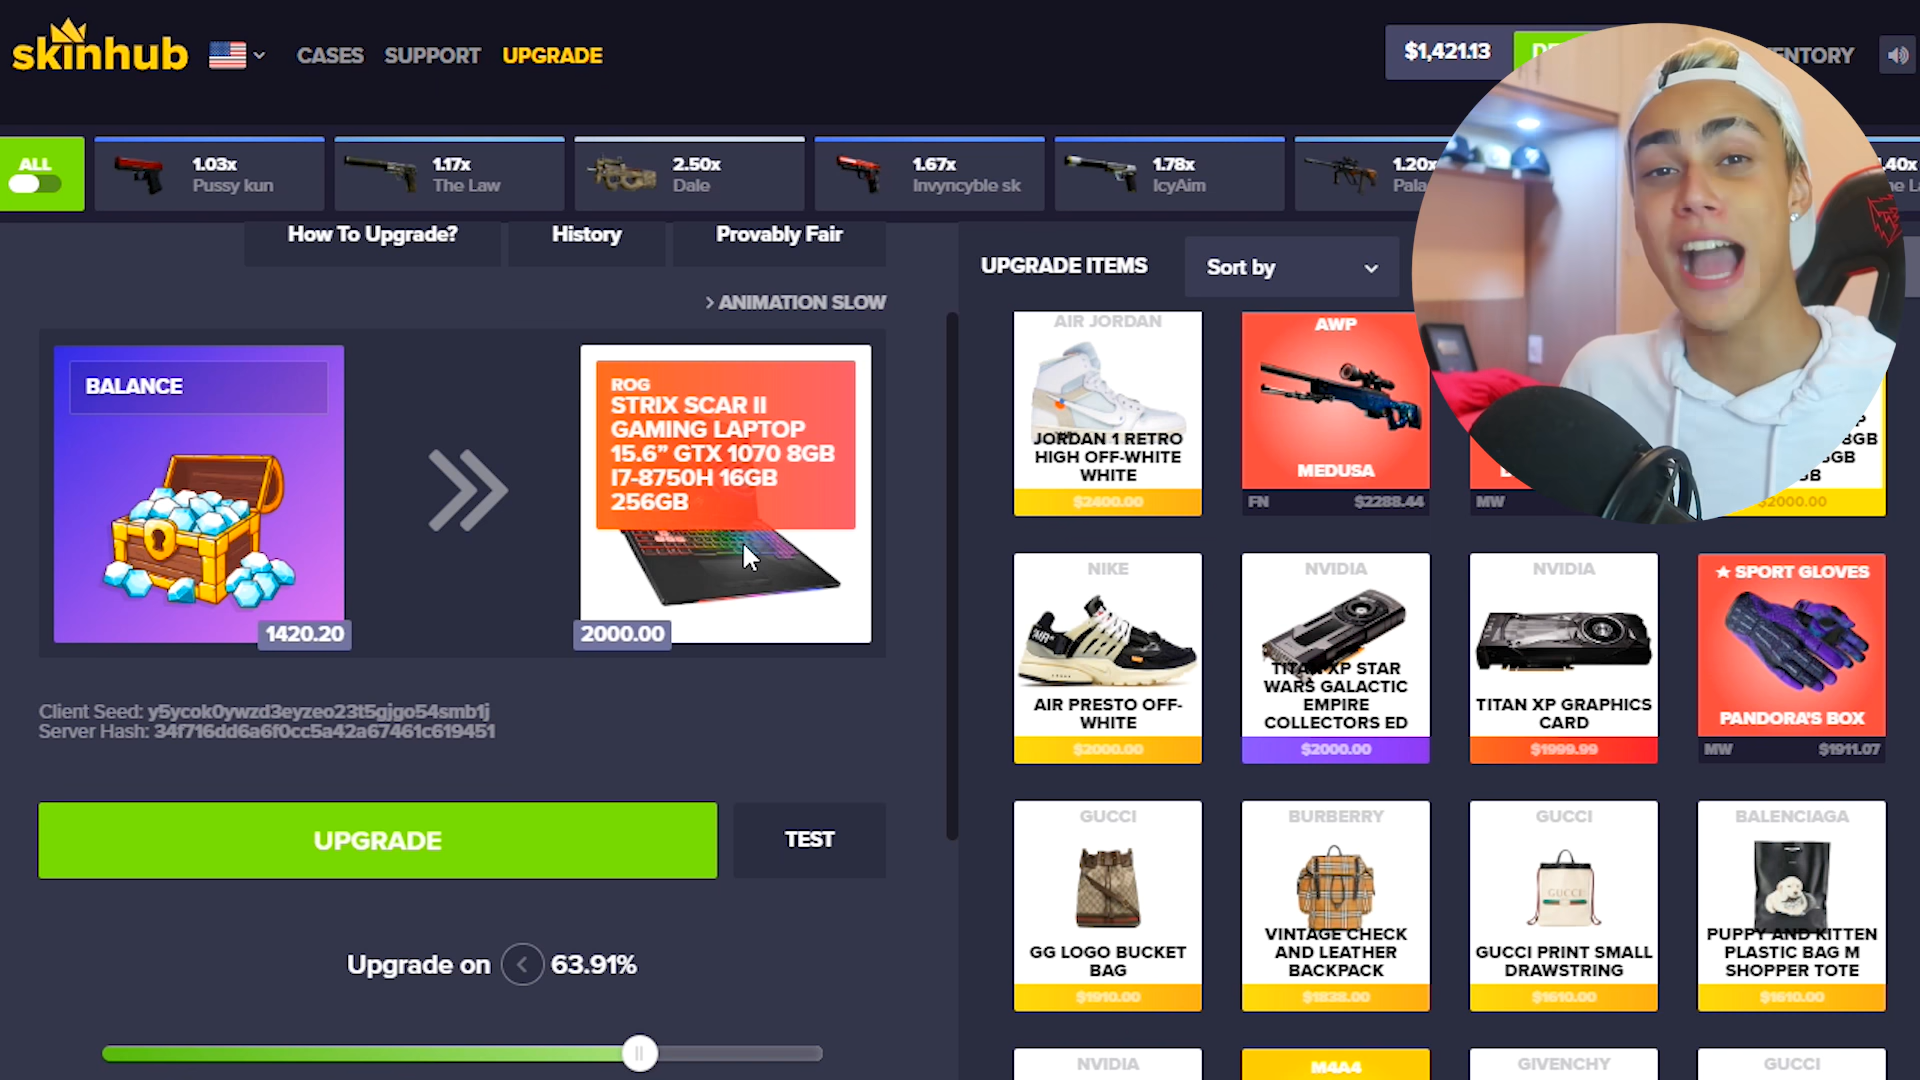 skinhub
CASES
SUPPORT
UPGRADE
$1,421.13
ALL
1.03x
Pussy kun
1.17x
The Law
2.50x
Dale
1.67x
Invyncyble sk
1.78x
IcyAim
1.20x
Pala
.40x
How To Upgrade?
History
Provably Fair
> ANIMATION SLOW
BALANCE
1420.20
ROG
STRIX SCAR II
GAMING LAPTOP
15.6” GTX 1070 8GB
I7-8750H 16GB
256GB
2000.00
Client Seed: y5ycok0ywzd3eyzeo23t5gjgo54smb1j
Server Hash: 34f716dd6a6f0cc5a42a67461c619451
UPGRADE
TEST
Upgrade on < 63.91%
UPGRADE ITEMS
Sort by
AIR JORDAN
JORDAN 1 RETRO
HIGH OFF-WHITE
WHITE
$2400.00
AWP
MEDUSA
FN
$2288.44
MW
$2000.00
NIKE
AIR PRESTO OFF-
WHITE
$2000.00
NVIDIA
TITAN XP STAR
WARS GALACTIC
EMPIRE
COLLECTORS ED
$2000.00
NVIDIA
TITAN XP GRAPHICS
CARD
$1999.99
★ SPORT GLOVES
PANDORA'S BOX
MW
$1911.07
GUCCI
GG LOGO BUCKET
BAG
$1910.00
BURBERRY
VINTAGE CHECK
AND LEATHER
BACKPACK
$1838.00
GUCCI
GUCCI
GUCCI PRINT SMALL
DRAWSTRING
$1610.00
BALENCIAGA
PUPPY AND KITTEN
PLASTIC BAG M
SHOPPER TOTE
$1610.00
NVIDIA
M4A4
GIVENCHY
GUCCI